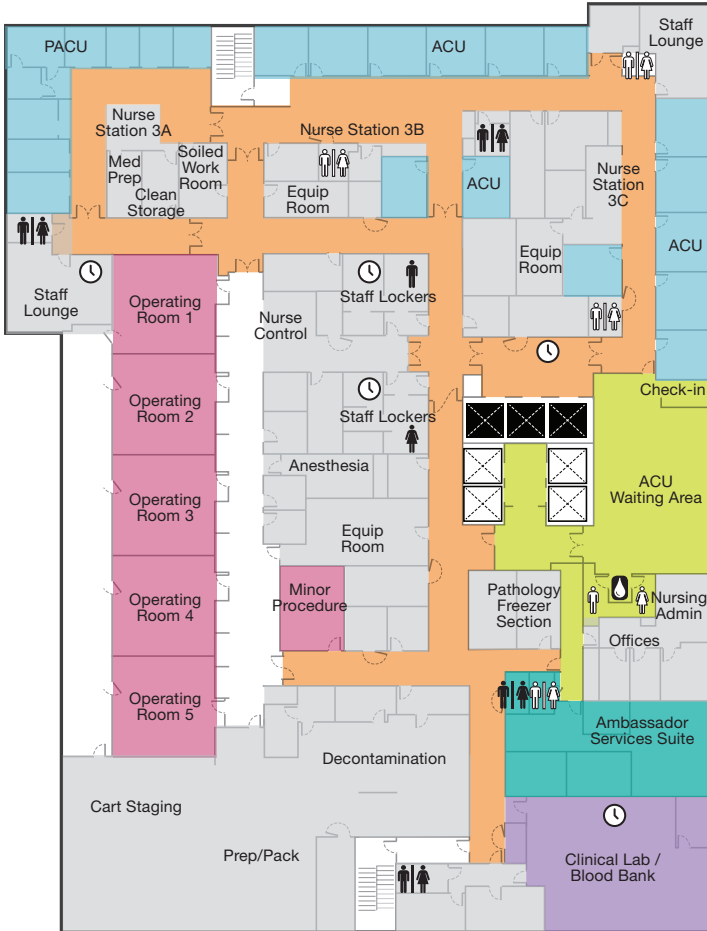 PACU
ACU
Staff
Lounge
Nurse
Station 3A
Nurse Station 3B
Med
Prep
Soiled
Work
Room
Clean
Storage
Equip
Room
ACU
Nurse
Station
3C
ACU
Equip
Room
Staff
Lounge
Operating
Room 1
Nurse
Control
Staff Lockers
Check-in
Operating
Room 2
Staff Lockers
Anesthesia
ACU
Waiting Area
Operating
Room 3
Equip
Room
Operating
Room 4
Minor
Procedure
Pathology
Freezer
Section
Nursing
Admin
Offices
Operating
Room 5
Ambassador
Services Suite
Decontamination
Cart Staging
Prep/Pack
Clinical Lab /
Blood Bank